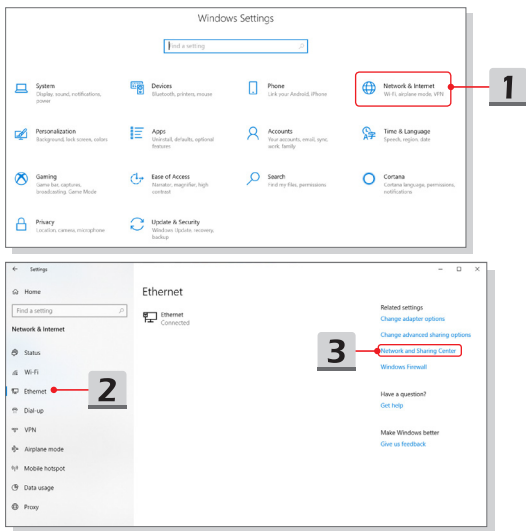 Windows Settings
Find a setting
System
Display, sound, notifications,
power
Devices
Bluetooth, printers, mouse
Phone
Link your Android, iPhone
Network & Internet
Wi-Fi, airplane mode, VPN
1
Personalization
Background, lock screen, colors
Apps
Uninstall, defaults, optional
features
Accounts
Your accounts, email, sync,
work, family
Time & Language
Speech, region, date
Gaming
Game bar, captures,
broadcasting, Game Mode
Ease of Access
Narrator, magnifier, high
contrast
Search
Find my files, permissions
Cortana
Cortana language, permissions,
notifications
Privacy
Location, camera, microphone
Update & Security
Windows Update, recovery,
backup
Settings
Home
Find a setting
Network & Internet
Status
Wi-Fi
Ethernet
2
Dial-up
VPN
Airplane mode
Mobile hotspot
Data usage
Proxy
Ethernet
Ethernet
Connected
Related settings
Change adapter options
Change advanced sharing options
3
Network and Sharing Center
Windows Firewall
Have a question?
Get help
Make Windows better
Give us feedback